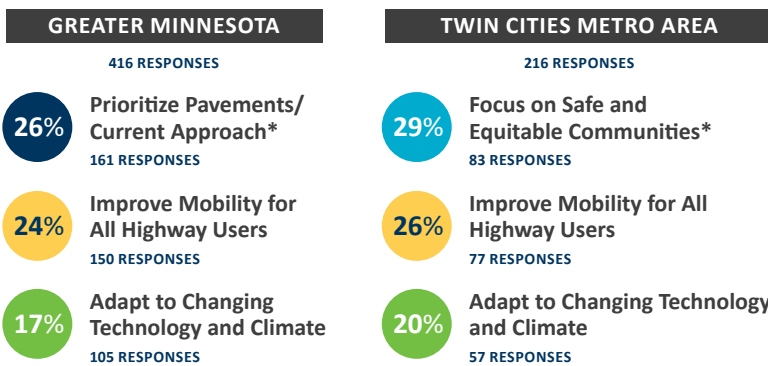 GREATER MINNESOTA
416 RESPONSES
26%
Prioritize Pavements/
Current Approach*
161 RESPONSES
24%
Improve Mobility for
All Highway Users
150 RESPONSES
17%
Adapt to Changing
Technology and Climate
105 RESPONSES
TWIN CITIES METRO AREA
216 RESPONSES
29%
Focus on Safe and
Equitable Communities*
83 RESPONSES
26%
Improve Mobility for All
Highway Users
77 RESPONSES
20%
Adapt to Changing Technology
and Climate
57 RESPONSES